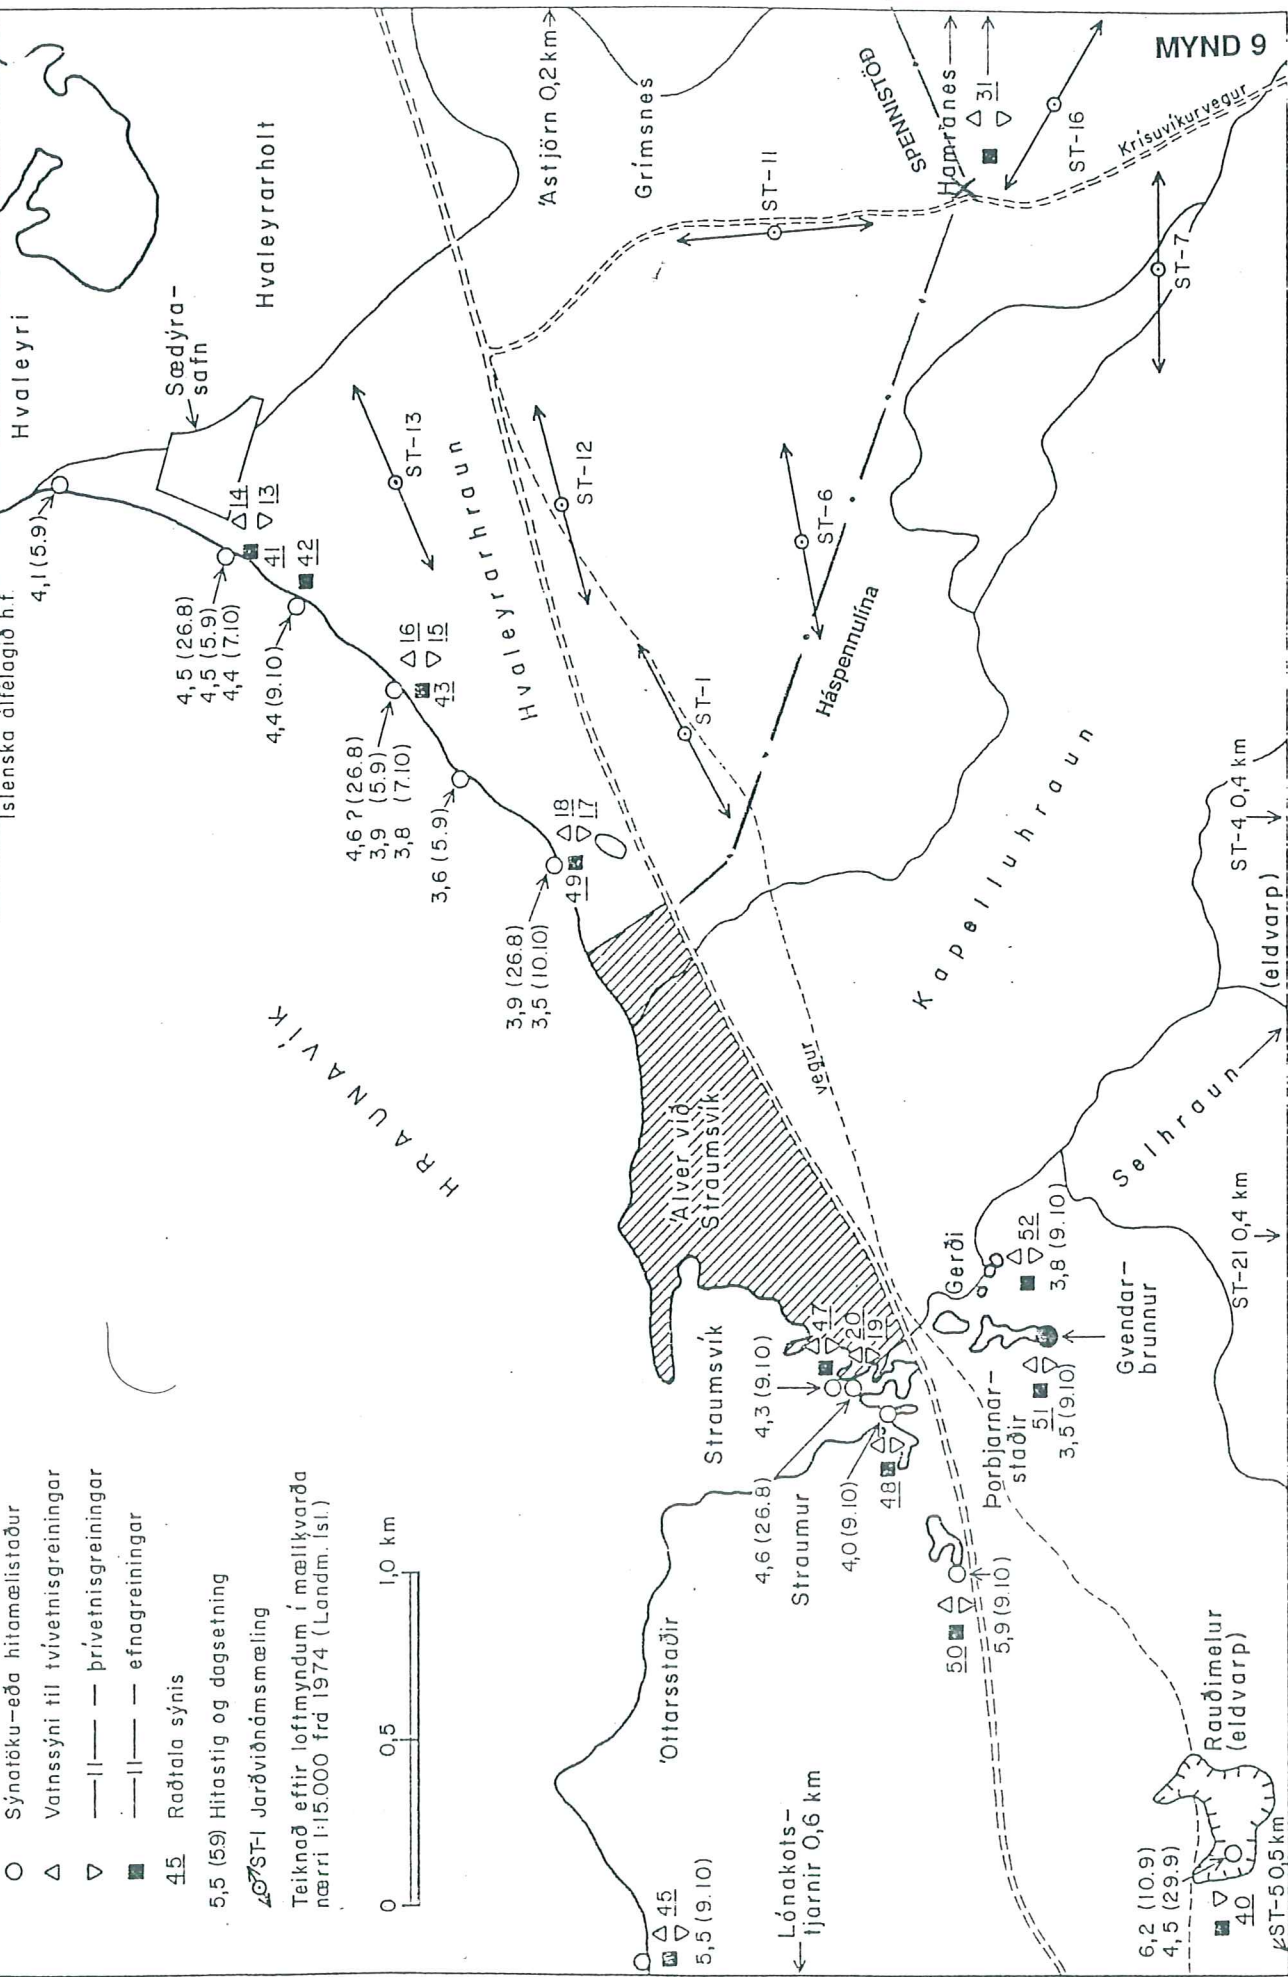 Íslenska álfélagið h.f.
MYND 9
Sýnatöku-eða hitamælistaður
Vatnssýni til tvívetnisgreiningar
—II— — þrívetnisgreiningar
—II— — efnagreiningar
45 Raðtala sýnis
5,5 (5.9) Hitastig og dagsetning
ST-1 Jarðviðnámsmæling
Teiknað eftir loftmyndum í mælikvarða
nærri 1:15.000 frá 1974 (Landm. Ísl.)
0 0,5 1,0 km
HRAUNAVÍK
Hvaleyri
4,1 (5.9)
Sædýra-
safn
Hvaleyrarholt
14
13
41
4,5 (26.8)
4,5 (5.9)
4,4 (7.10)
42
4,4 (9.10)
16
15
43
4,6? (26.8)
3,9 (5.9)
3,8 (7.10)
3,6 (5.9)
18
17
49
3,9 (26.8)
3,5 (10.10)
Hvaleyrarhraun
ST-13
ST-12
ST-1
ST-6
ST-11
Ástjörn 0,2 km
Grímsnes
SPENNISTÖÐ
Hamranes
31
ST-16
Krísuvíkurvegur
ST-7
Háspennulína
Kapelluhraun
vegur
Álver við
Straumsvík
Straumsvík
47
20
19
4,3 (9.10)
4,6 (26.8)
4,0 (9.10)
48
Straumur
Gerði
52
3,8 (9.10)
Gvendar-
brunnur
Þorbjarnar-
staðir
51
3,5 (9.10)
50
5,9 (9.10)
Selhraun
(eldvarp)
ST-4 0,4 km
ST-21 0,4 km
Óttarsstaðir
45
5,5 (9.10)
Lónakots-
tjarnir 0,6 km
Rauðimelur
(eldvarp)
6,2 (10.9)
4,5 (29.9)
40
ST-5 0,5 km